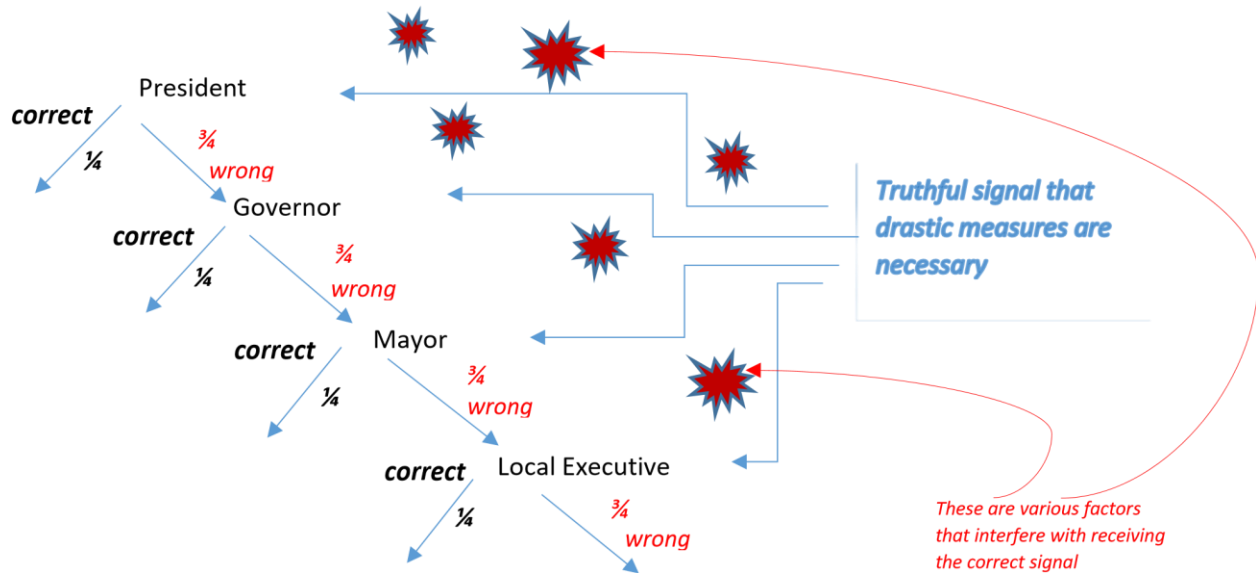 President
correct
¼
¾
wrong
Governor
correct
¼
¾
wrong
Mayor
correct
¼
¾
wrong
Local Executive
correct
¼
¾
wrong
Truthful signal that
drastic measures are
necessary
These are various factors
that interfere with receiving
the correct signal